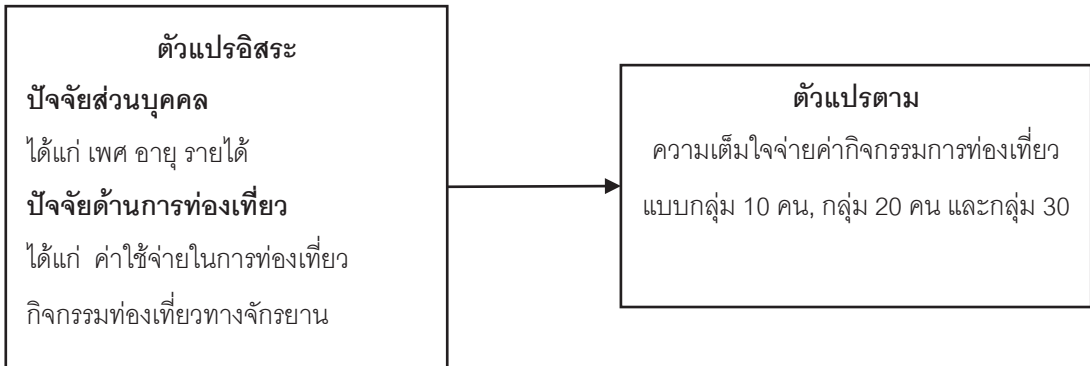 ตัวแปรอิสระ
ปัจจัยส่วนบุคคล
ได้แก่ เพศ อายุ รายได้
ปัจจัยด้านการท่องเที่ยว
ได้แก่ ค่าใช้จ่ายในการท่องเที่ยว
กิจกรรมท่องเที่ยวทางจักรยาน
ตัวแปรตาม
ความเต็มใจจ่ายค่ากิจกรรมการท่องเที่ยว
แบบกลุ่ม 10 คน, กลุ่ม 20 คน และกลุ่ม 30